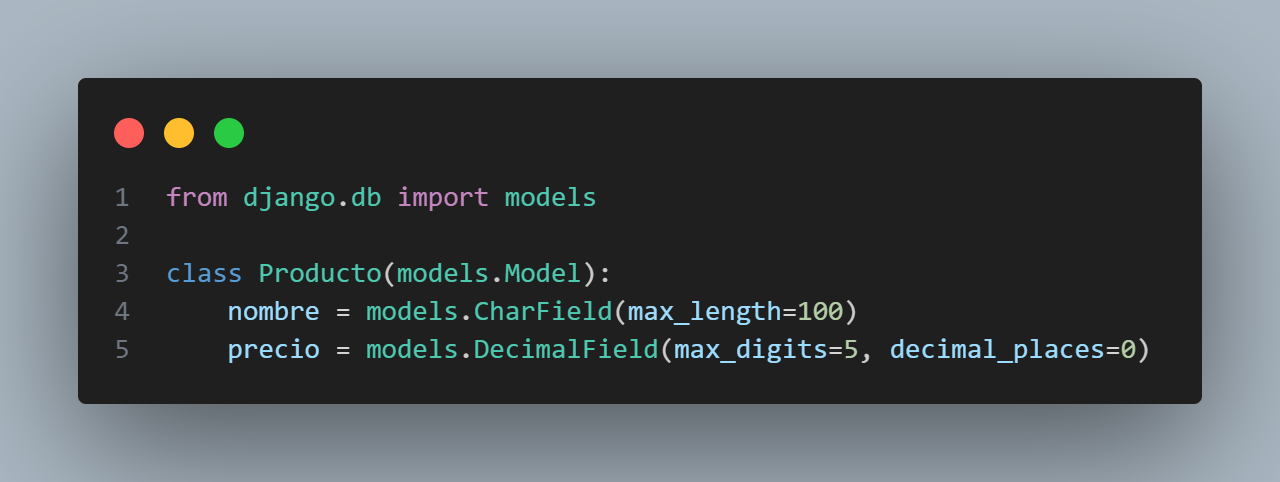 1 from django.db import models
2
3 class Producto(models.Model):
4     nombre = models.CharField(max_length=100)
5     precio = models.DecimalField(max_digits=5, decimal_places=0)